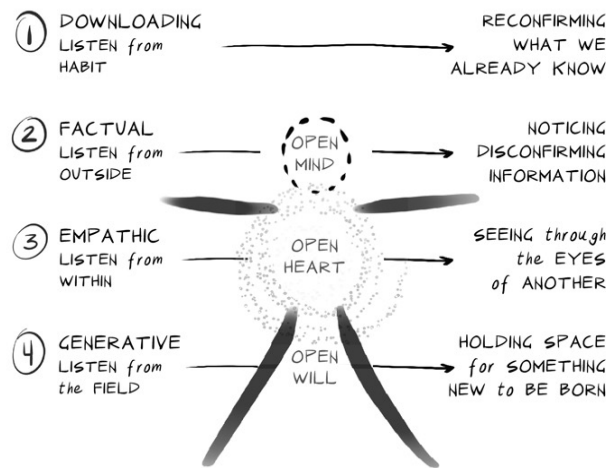 1 DOWNLOADING
LISTEN from
HABIT
RECONFIRMING
WHAT WE
ALREADY KNOW
2 FACTUAL
LISTEN from
OUTSIDE
OPEN
MIND
NOTICING
DISCONFIRMING
INFORMATION
3 EMPATHIC
LISTEN from
WITHIN
OPEN
HEART
SEEING through
the EYES
of ANOTHER
4 GENERATIVE
LISTEN from
the FIELD
OPEN
WILL
HOLDING SPACE
for SOMETHING
NEW to BE BORN